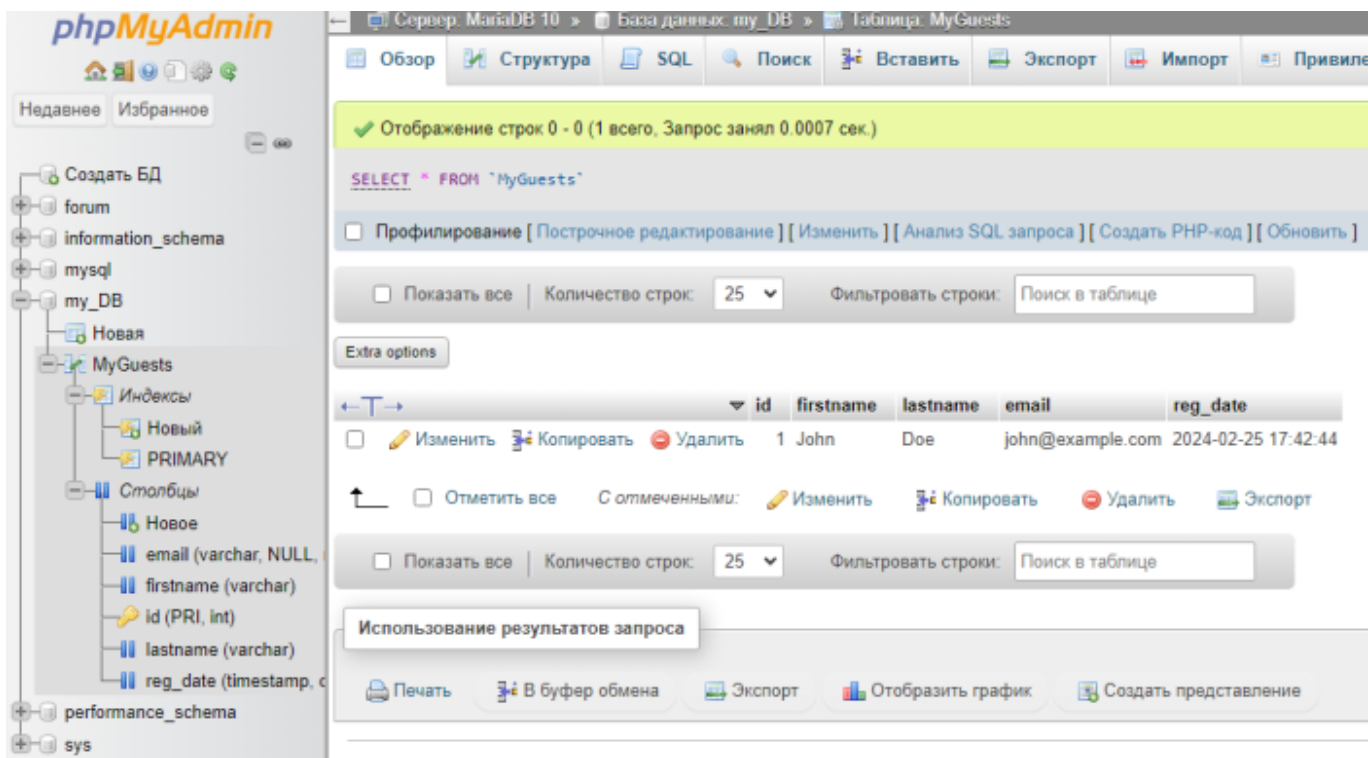 phpMyAdmin
Недавнее Избранное
Создать БД
forum
information_schema
mysql
my_DB
Новая
MyGuests
Индексы
Новый
PRIMARY
Столбцы
Новое
email (varchar, NULL,
firstname (varchar)
id (PRI, int)
lastname (varchar)
reg_date (timestamp,
performance_schema
sys
Сервер: MariaDB 10 » База данных: my_DB » Таблица: MyGuests
Обзор Структура SQL Поиск Вставить Экспорт Импорт Привиле
Отображение строк 0 - 0 (1 всего, Запрос занял 0.0007 сек.)
SELECT * FROM `MyGuests`
Профилирование [ Построчное редактирование ] [ Изменить ] [ Анализ SQL запроса ] [ Создать PHP-код ] [ Обновить ]
Показать все | Количество строк: 25 Фильтровать строки: Поиск в таблице
Extra options
←T→ id firstname lastname email reg_date
Изменить Копировать Удалить 1 John Doe john@example.com 2024-02-25 17:42:44
Отметить все С отмеченными: Изменить Копировать Удалить Экспорт
Показать все | Количество строк: 25 Фильтровать строки: Поиск в таблице
Использование результатов запроса
Печать В буфер обмена Экспорт Отобразить график Создать представление